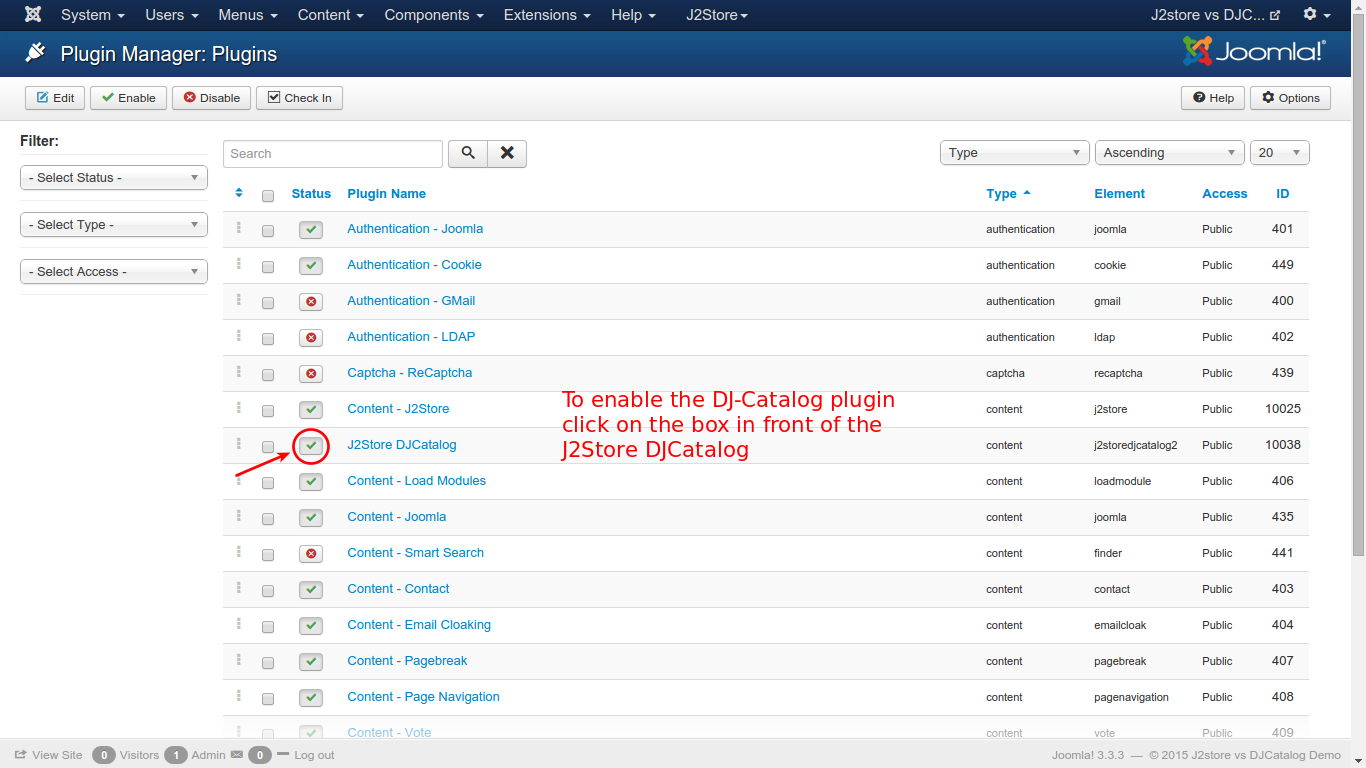 System Users Menus Content Components Extensions Help J2Store J2store vs DJC...
Plugin Manager: Plugins Joomla!®
Edit Enable Disable Check In Help Options
Filter:
- Select Status -
- Select Type -
- Select Access -
Search Type Ascending 20
Status Plugin Name Type Element Access ID
Authentication - Joomla authentication joomla Public 401
Authentication - Cookie authentication cookie Public 449
Authentication - GMail authentication gmail Public 400
Authentication - LDAP authentication ldap Public 402
Captcha - ReCaptcha captcha recaptcha Public 439
Content - J2Store content j2store Public 10025
J2Store DJCatalog content j2storedjcatalog2 Public 10038
To enable the DJ-Catalog plugin
click on the box in front of the
J2Store DJCatalog
Content - Load Modules content loadmodule Public 406
Content - Joomla content joomla Public 435
Content - Smart Search content finder Public 441
Content - Contact content contact Public 403
Content - Email Cloaking content emailcloak Public 404
Content - Pagebreak content pagebreak Public 407
Content - Page Navigation content pagenavigation Public 408
Content - Vote content vote Public 409
View Site 0 Visitors 1 Admin 0 Log out Joomla! 3.3.3 — © 2015 J2store vs DJCatalog Demo